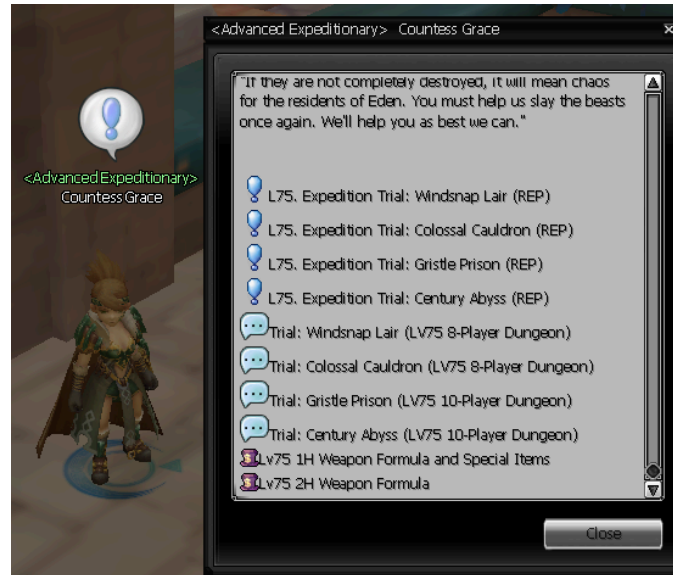 <Advanced Expeditionary> Countess Grace
"If they are not completely destroyed, it will mean chaos
for the residents of Eden. You must help us slay the beasts
once again. We'll help you as best we can."
<Advanced Expeditionary>
Countess Grace
L75. Expedition Trial: Windsnap Lair (REP)
L75. Expedition Trial: Colossal Cauldron (REP)
L75. Expedition Trial: Gristle Prison (REP)
L75. Expedition Trial: Century Abyss (REP)
Trial: Windsnap Lair (LV75 8-Player Dungeon)
Trial: Colossal Cauldron (LV75 8-Player Dungeon)
Trial: Gristle Prison (LV75 10-Player Dungeon)
Trial: Century Abyss (LV75 10-Player Dungeon)
Lv75 1H Weapon Formula and Special Items
Lv75 2H Weapon Formula
Close